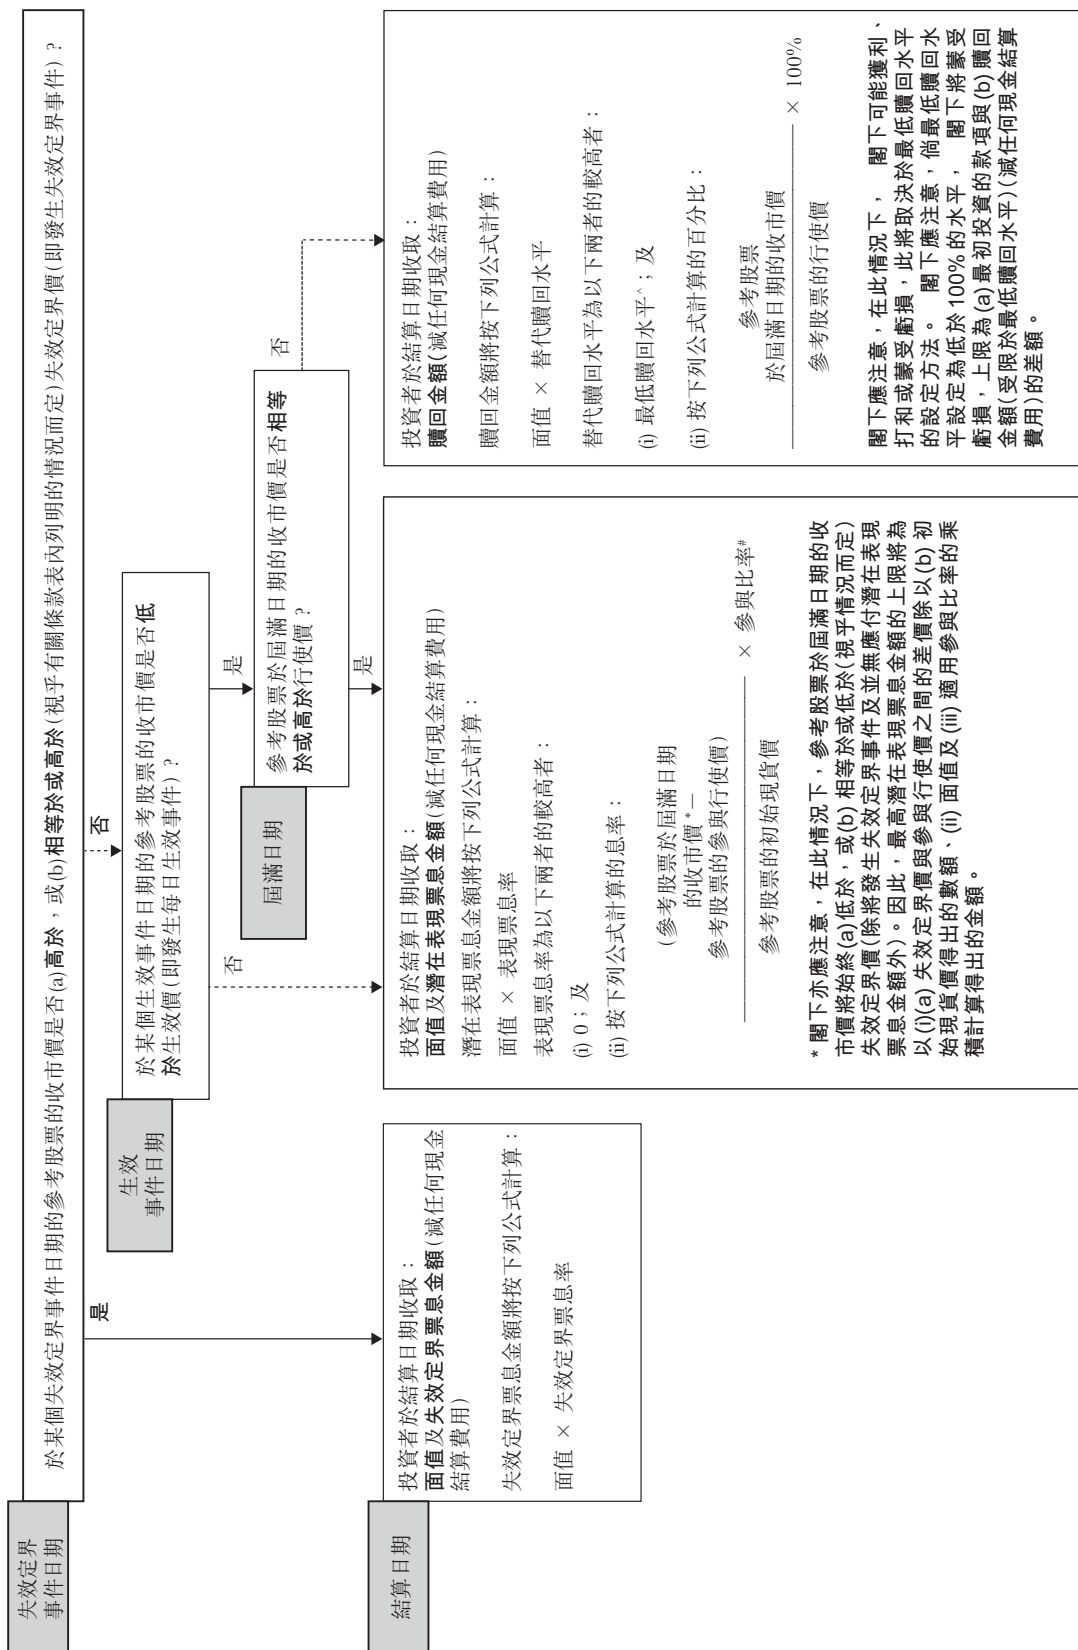 失效定界
事件日期
於某個失效定界事件日期的參考股票的收市價是否(a)高於，或(b)相等於或高於(視乎有關條款表內列明的情況而定)失效定界價(即發生失效定界事件)？
是
否
生效
事件日期
於某個生效事件日期的參考股票的收市價是否低
於生效價(即發生每日生效事件)？
否
是
屆滿日期
參考股票於屆滿日期的收市價是否相等
於或高於行使價？
是
否
結算日期
投資者於結算日期收取：
面值及失效定界票息金額(減任何現金
結算費用)
失效定界票息金額將按下列公式計算：
面值 × 失效定界票息率
投資者於結算日期收取：
面值及潛在表現票息金額(減任何現金結算費用)
潛在表現票息金額將按下列公式計算：
面值 × 表現票息率
表現票息率為以下兩者的較高者：
(i) 0；及
(ii) 按下列公式計算的息率：
(參考股票於屆滿日期
的收市價*－
參考股票的參與行使價)
× 參與比率#
參考股票的初始現貨價
* 閣下亦應注意，在此情況下，參考股票於屆滿日期的收
市價將始終(a)低於，或(b) 相等於或低於(視乎情況而定)
失效定界價(除將發生失效定界事件及並無應付潛在表現
票息金額外)。因此，最高潛在表現票息金額的上限將為
以(i)(a) 失效定界價與參與行使價之間的差價除以(b) 初
始現貨價得出的數額、(ii) 面值及(iii) 適用參與比率的乘
積計算得出的金額。
投資者於結算日期收取：
贖回金額(減任何現金結算費用)
贖回金額將按下列公式計算：
面值 × 替代贖回水平
替代贖回水平為以下兩者的較高者：
(i) 最低贖回水平^；及
(ii) 按下列公式計算的百分比：
參考股票
於屆滿日期的收市價
× 100%
參考股票的行使價
閣下應注意，在此情況下， 閣下可能獲利、
打和或蒙受虧損，此將取決於最低贖回水平
的設定方法。 閣下應注意，倘最低贖回水
平設定為低於100%的水平， 閣下將蒙受
虧損，上限為(a)最初投資的款項與(b)贖回
金額(受限於最低贖回水平)(減任何現金結算
費用)的差額。